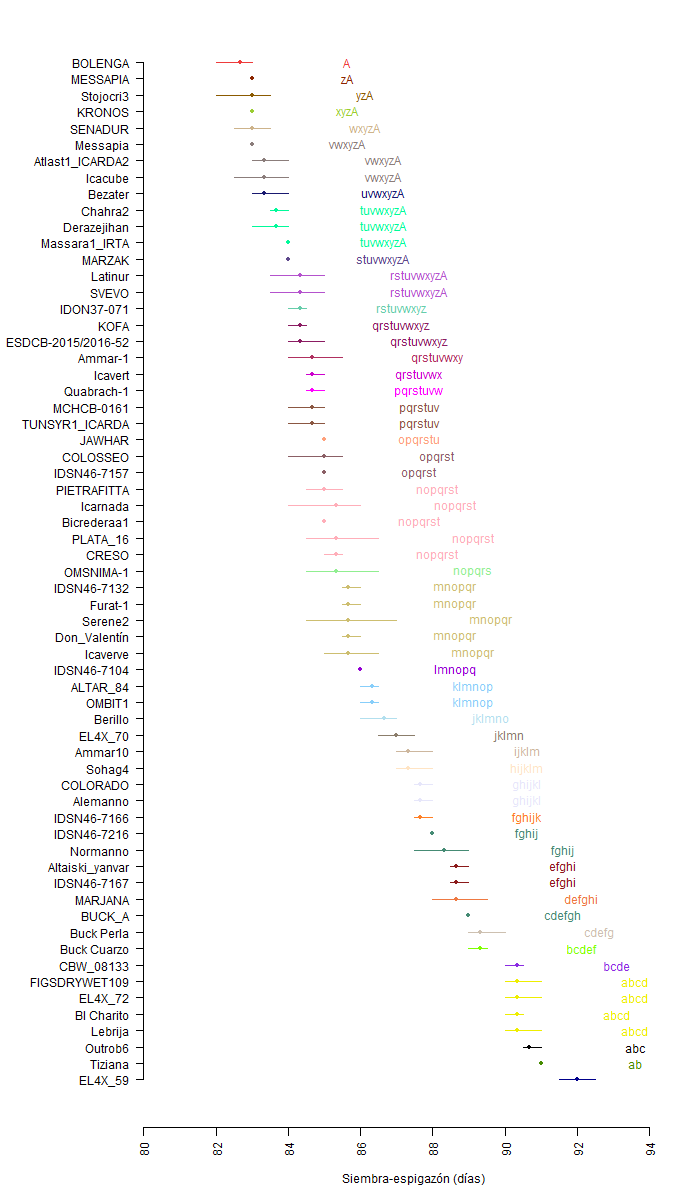 BOLENGA A
MESSAPIA zA
Stojocri3 yzA
KRONOS xyzA
SENADUR wxyzA
Messapia vwxyzA
Atlast1_ICARDA2 vwxyzA
Icacube vwxyzA
Bezater uvwxyzA
Chahra2 tuvwxyzA
Derazejihan tuvwxyzA
Massara1_IRTA tuvwxyzA
MARZAK stuvwxyzA
Latinur rstuvwxyzA
SVEVO rstuvwxyzA
IDON37-071 rstuvwxyz
KOFA qrstuvwxyz
ESDCB-2015/2016-52 qrstuvwxyz
Ammar-1 qrstuvwxy
Icavert qrstuvwx
Quabrach-1 pqrstuvw
MCHCB-0161 pqrstuv
TUNSYR1_ICARDA pqrstuv
JAWHAR opqrstu
COLOSSEO opqrst
IDSN46-7157 opqrst
PIETRAFITTA nopqrst
Icarnada nopqrst
Bicrederaa1 nopqrst
PLATA_16 nopqrst
CRESO nopqrst
OMSNIMA-1 nopqrs
IDSN46-7132 mnopqr
Furat-1 mnopqr
Serene2 mnopqr
Don_Valentín mnopqr
Icaverve mnopqr
IDSN46-7104 lmnopq
ALTAR_84 klmnop
OMBIT1 klmnop
Berillo jklmno
EL4X_70 jklmn
Ammar10 ijklm
Sohag4 hijklm
COLORADO ghijkl
Alemanno ghijkl
IDSN46-7166 fghijk
IDSN46-7216 fghij
Normanno fghij
Altaiski_yanvar efghi
IDSN46-7167 efghi
MARJANA defghi
BUCK_A cdefgh
Buck Perla cdefg
Buck Cuarzo bcdef
CBW_08133 bcde
FIGSDRYWET109 abcd
EL4X_72 abcd
BI Charito abcd
Lebrija abcd
Outrob6 abc
Tiziana ab
EL4X_59
80 82 84 86 88 90 92 94
Siembra-espigazón (días)